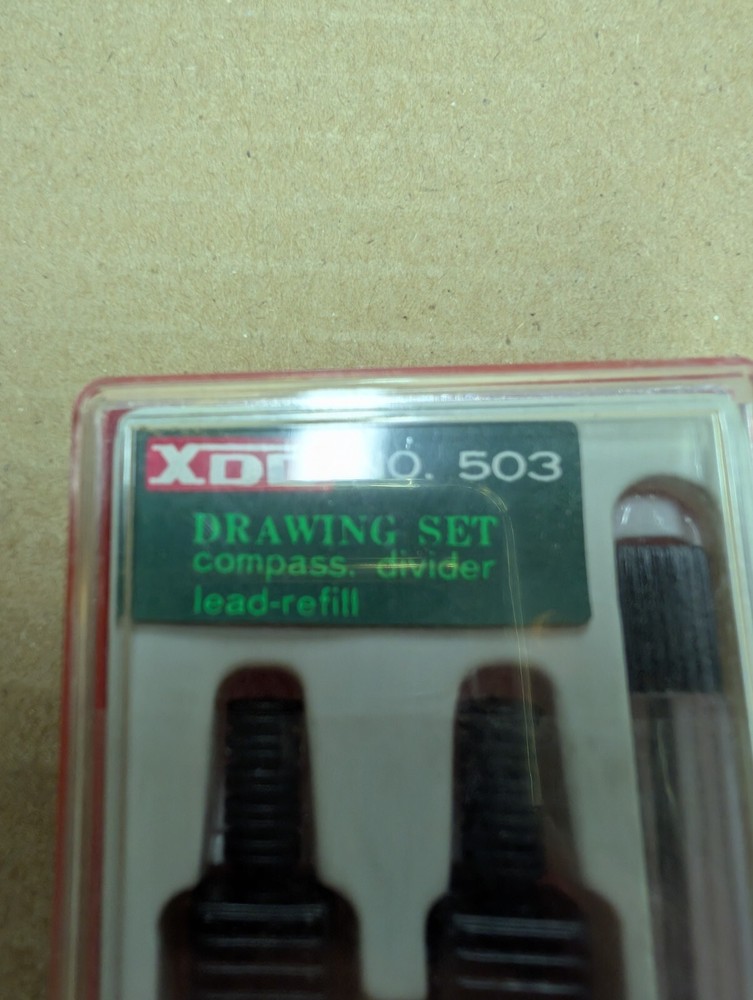 503
DRAWING SET
compass. divider
lead-refill